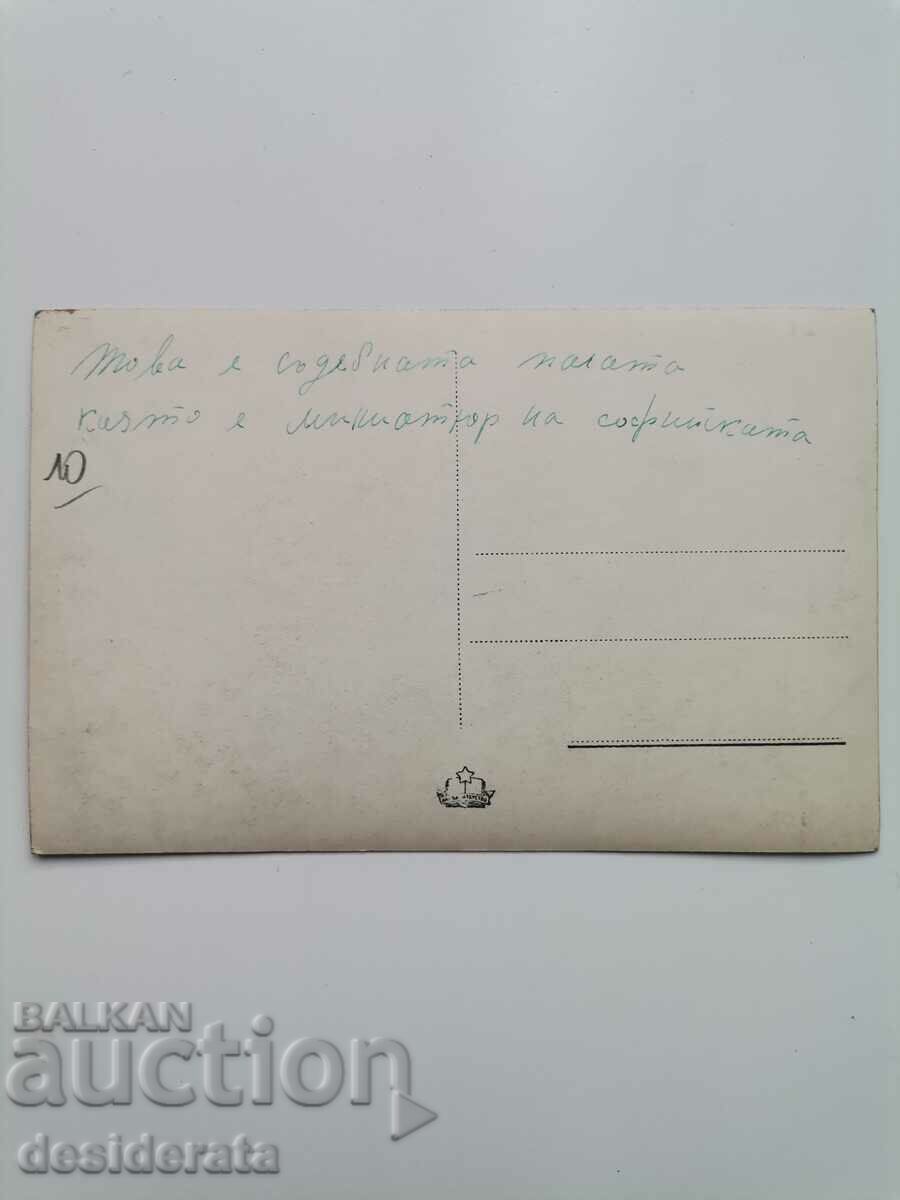 Това е съдебната палата
която е миниатюр на софийската
10
BALKAN
auction
desiderata